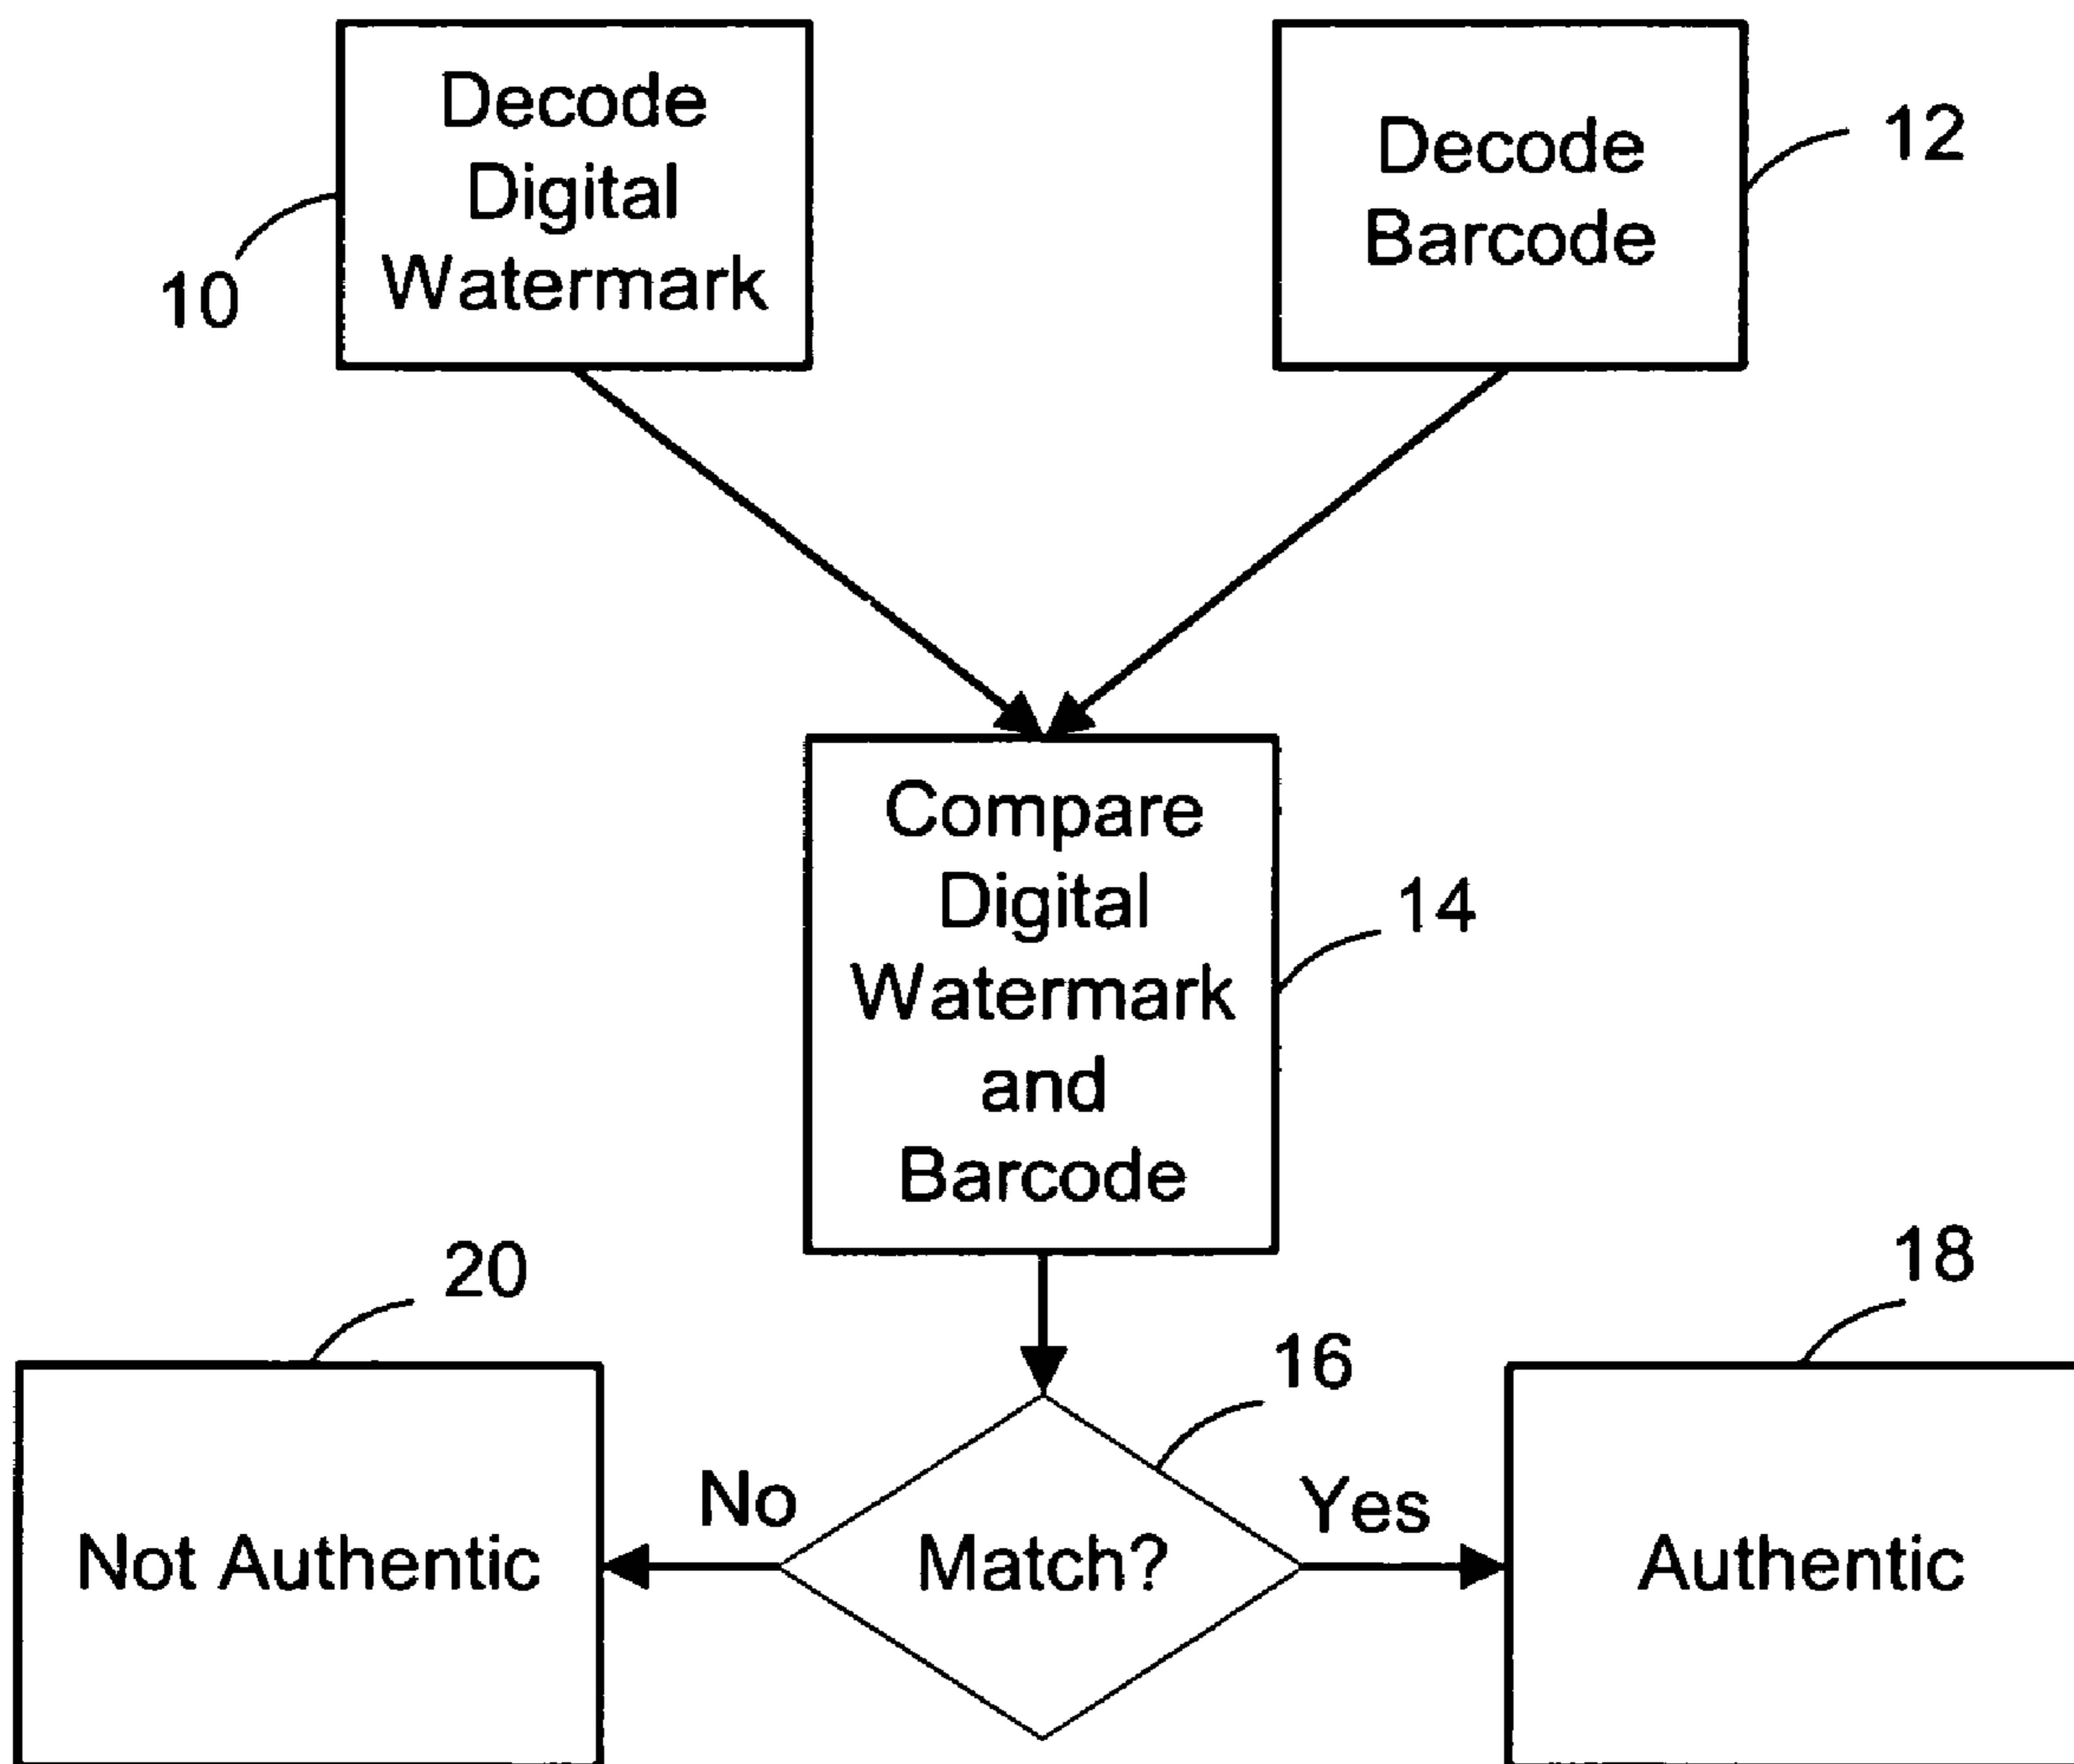 Decode
Digital
Watermark
10
Decode
Barcode
12
Compare
Digital
Watermark
and
Barcode
14
20
18
16
No
Yes
Not Authentic
Match?
Authentic